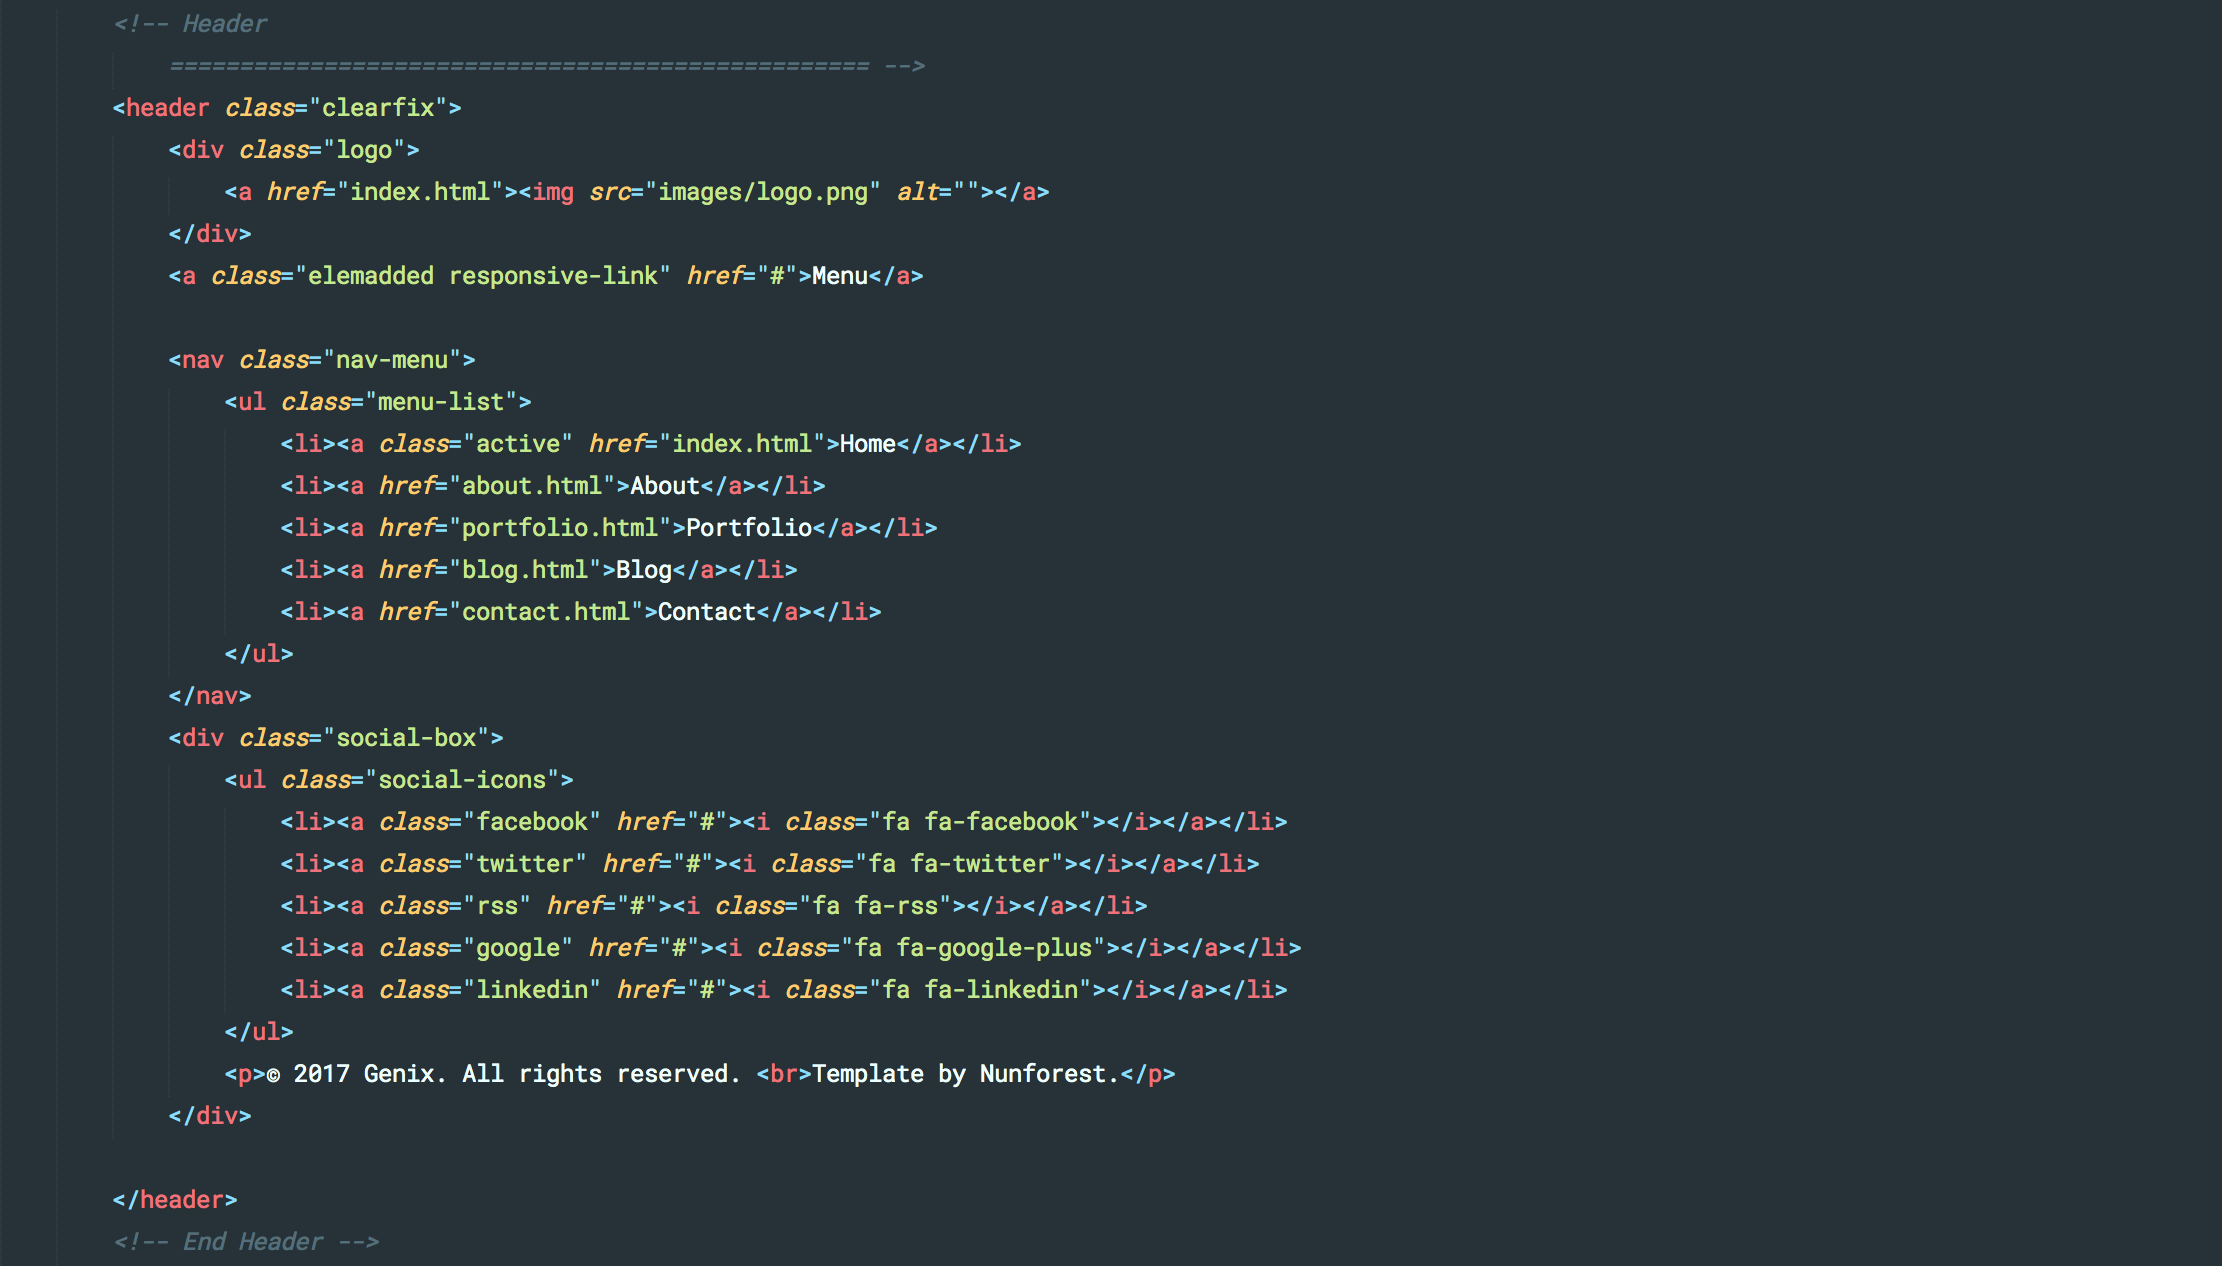 <!-- Header
================================================== -->
<header class="clearfix">
<div class="logo">
<a href="index.html"><img src="images/logo.png" alt=""></a>
</div>
<a class="elemadded responsive-link" href="#">Menu</a>
<nav class="nav-menu">
<ul class="menu-list">
<li><a class="active" href="index.html">Home</a></li>
<li><a href="about.html">About</a></li>
<li><a href="portfolio.html">Portfolio</a></li>
<li><a href="blog.html">Blog</a></li>
<li><a href="contact.html">Contact</a></li>
</ul>
</nav>
<div class="social-box">
<ul class="social-icons">
<li><a class="facebook" href="#"><i class="fa fa-facebook"></i></a></li>
<li><a class="twitter" href="#"><i class="fa fa-twitter"></i></a></li>
<li><a class="rss" href="#"><i class="fa fa-rss"></i></a></li>
<li><a class="google" href="#"><i class="fa fa-google-plus"></i></a></li>
<li><a class="linkedin" href="#"><i class="fa fa-linkedin"></i></a></li>
</ul>
<p>© 2017 Genix. All rights reserved. <br>Template by Nunforest.</p>
</div>
</header>
<!-- End Header -->